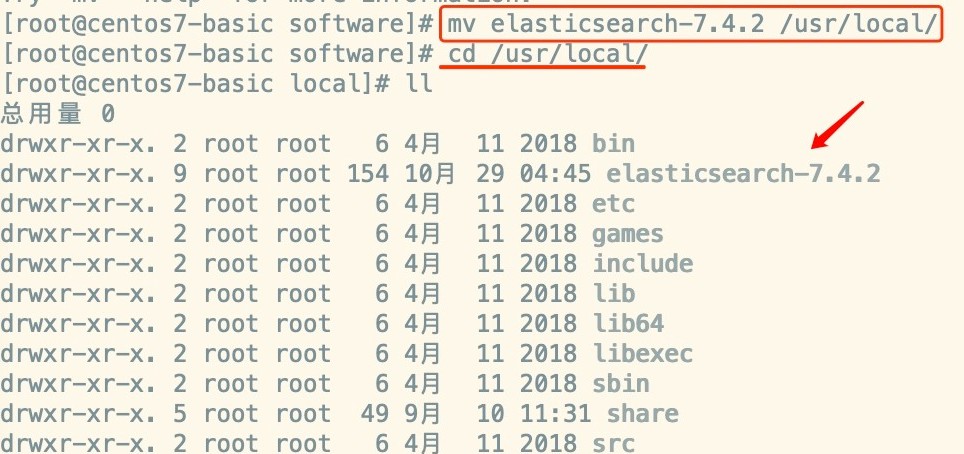 [root@centos7-basic software]# mv elasticsearch-7.4.2 /usr/local/
[root@centos7-basic software]# cd /usr/local/
[root@centos7-basic local]# ll
总用量 0
drwxr-xr-x. 2 root root   6 4月  11 2018 bin
drwxr-xr-x. 9 root root 154 10月 29 04:45 elasticsearch-7.4.2
drwxr-xr-x. 2 root root   6 4月  11 2018 etc
drwxr-xr-x. 2 root root   6 4月  11 2018 games
drwxr-xr-x. 2 root root   6 4月  11 2018 include
drwxr-xr-x. 2 root root   6 4月  11 2018 lib
drwxr-xr-x. 2 root root   6 4月  11 2018 lib64
drwxr-xr-x. 2 root root   6 4月  11 2018 libexec
drwxr-xr-x. 2 root root   6 4月  11 2018 sbin
drwxr-xr-x. 5 root root  49 9月  10 11:31 share
drwxr-xr-x. 2 root root   6 4月  11 2018 src